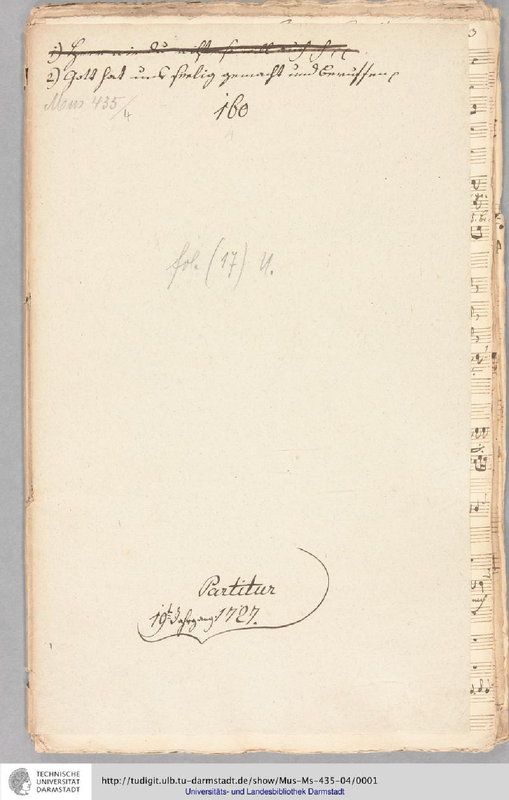 2) Gott hat uns seelig gemacht und beruffen
Mus 435/4
160
fol. (17) U.
Partitur
19t Jahrgang 1727.
TECHNISCHE
UNIVERSITÄT
DARMSTADT
http://tudigit.ulb.tu-darmstadt.de/show/Mus-Ms-435-04/0001
Universitäts- und Landesbibliothek Darmstadt